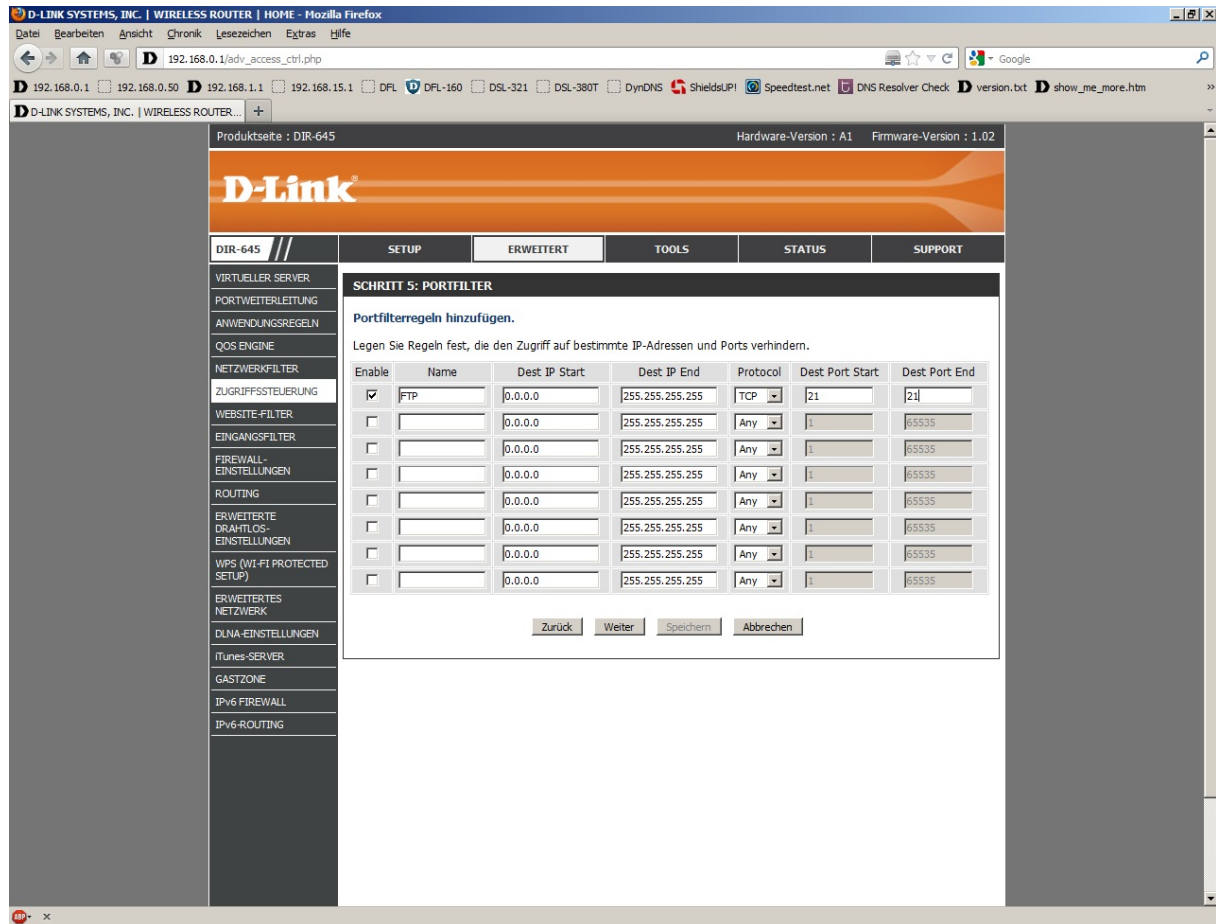 D-LINK SYSTEMS, INC. | WIRELESS ROUTER | HOME - Mozilla Firefox
Datei Bearbeiten Ansicht Chronik Lesezeichen Extras Hilfe
192.168.0.1/adv_access_ctrl.php Google
192.168.0.1 192.168.0.50 192.168.1.1 192.168.15.1 DFL DFL-160 DSL-321 DSL-380T DynDNS ShieldsUP! Speedtest.net DNS Resolver Check version.txt show_me_more.htm »
D-LINK SYSTEMS, INC. | WIRELESS ROUTER... +
Produktseite : DIR-645 Hardware-Version : A1 Firmware-Version : 1.02
D-Link®
DIR-645 // SETUP ERWEITERT TOOLS STATUS SUPPORT
VIRTUELLER SERVER
PORTWEITERLEITUNG
ANWENDUNGSREGELN
QOS ENGINE
NETZWERKFILTER
ZUGRIFFSSTEUERUNG
WEBSITE-FILTER
EINGANGSFILTER
FIREWALL-
EINSTELLUNGEN
ROUTING
ERWEITERTE
DRAHTLOS-
EINSTELLUNGEN
WPS (WI-FI PROTECTED
SETUP)
ERWEITERTES
NETZWERK
DLNA-EINSTELLUNGEN
iTunes-SERVER
GASTZONE
IPv6 FIREWALL
IPv6-ROUTING
SCHRITT 5: PORTFILTER
Portfilterregeln hinzufügen.
Legen Sie Regeln fest, die den Zugriff auf bestimmte IP-Adressen und Ports verhindern.
Enable Name Dest IP Start Dest IP End Protocol Dest Port Start Dest Port End
FTP 0.0.0.0 255.255.255.255 TCP 21 21
0.0.0.0 255.255.255.255 Any 1 65535
0.0.0.0 255.255.255.255 Any 1 65535
0.0.0.0 255.255.255.255 Any 1 65535
0.0.0.0 255.255.255.255 Any 1 65535
0.0.0.0 255.255.255.255 Any 1 65535
0.0.0.0 255.255.255.255 Any 1 65535
0.0.0.0 255.255.255.255 Any 1 65535
Zurück Weiter Speichern Abbrechen
ABP x